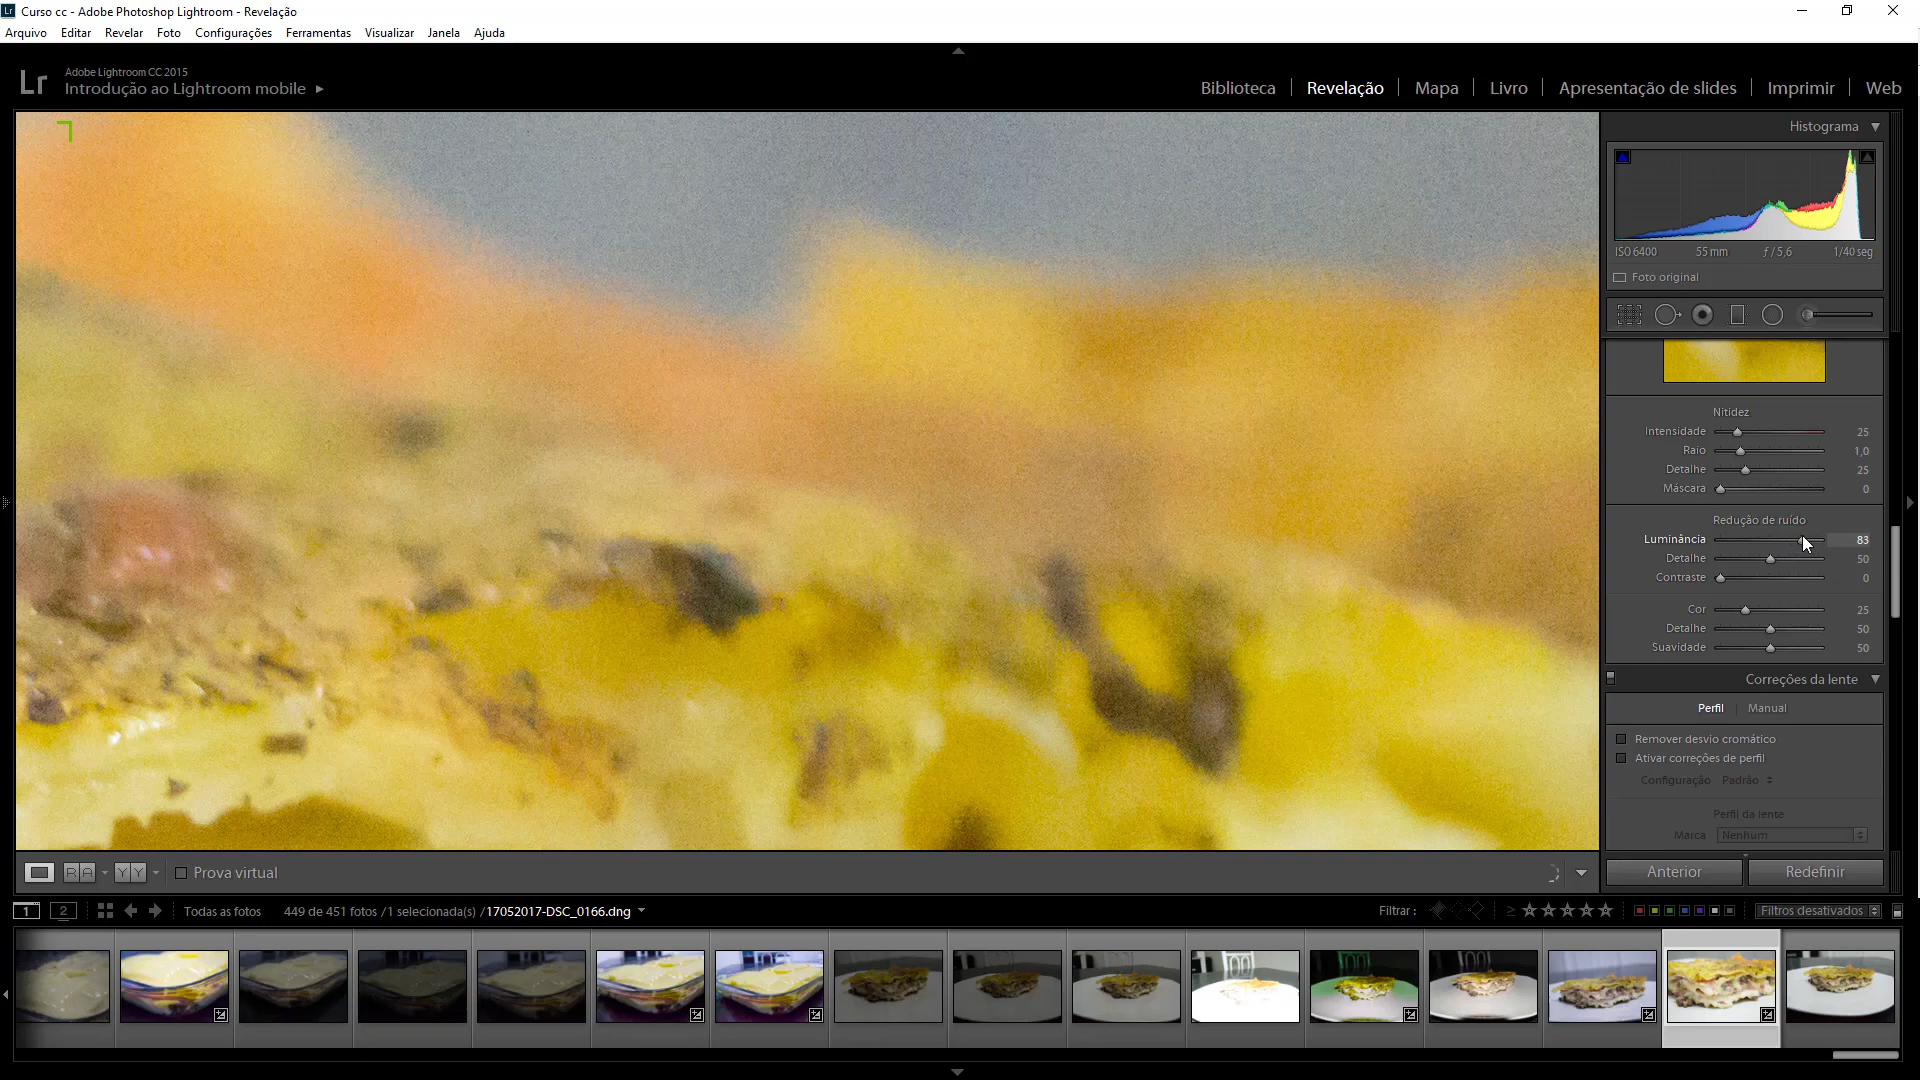 Lr Curso cc - Adobe Photoshop Lightroom - Revelação
Arquivo Editar Revelar Foto Configurações Ferramentas Visualizar Janela Ajuda
Lr Adobe Lightroom CC 2015
Introdução ao Lightroom mobile
Biblioteca Revelação Mapa Livro Apresentação de slides Imprimir Web
Histograma
ISO 6400 55 mm ƒ / 5,6 1/40 seg
Foto original
Nitidez
Intensidade 25
Raio 1,0
Detalhe 25
Máscara 0
Redução de ruído
Luminância 83
Detalhe 50
Contraste 0
Cor 25
Detalhe 50
Suavidade 50
Correções da lente
Perfil Manual
Remover desvio cromático
Ativar correções de perfil
Configuração Padrão
Perfil da lente
Marca Nenhum
R A Y Y Prova virtual
Anterior Redefinir
1 2 Todas as fotos 449 de 451 fotos /1 selecionada(s) /17052017-DSC_0166.dng Filtrar : ≥ Filtros desativados